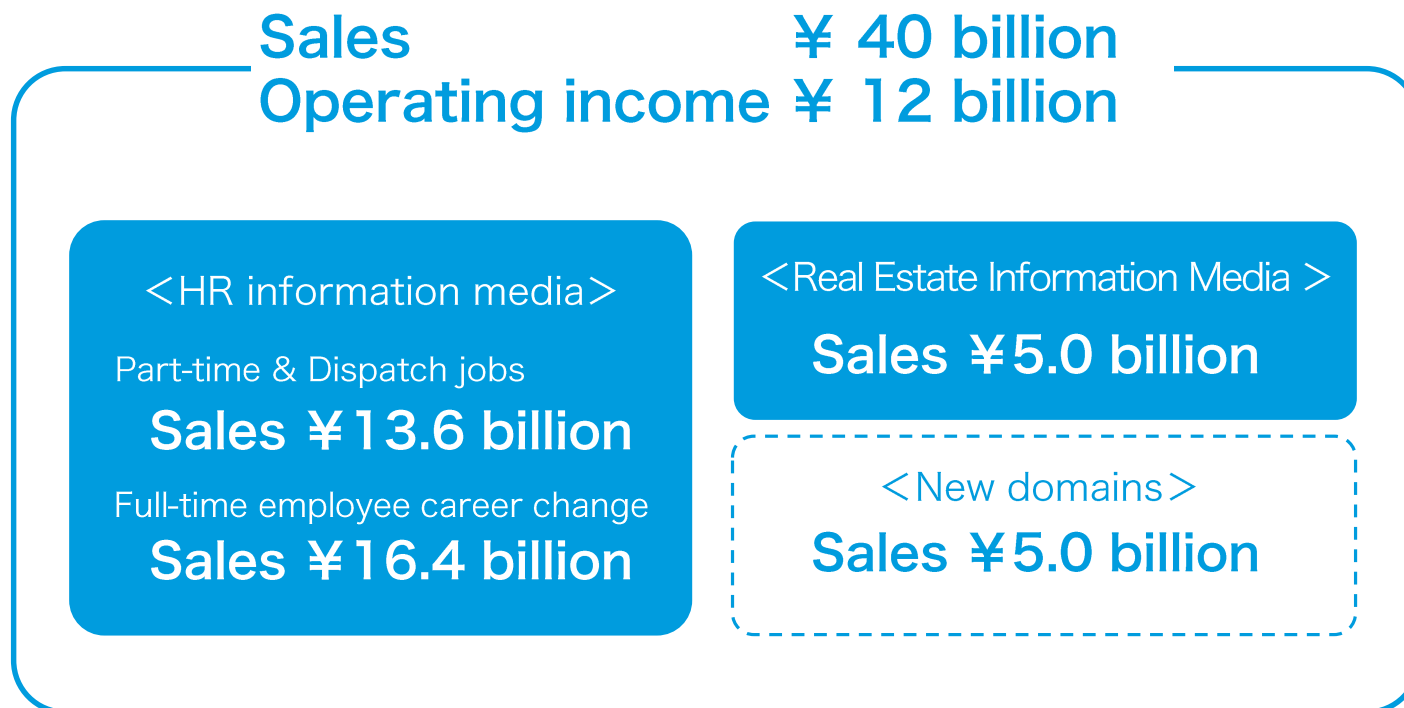 Sales ¥ 40 billion
Operating income ¥ 12 billion
<HR information media>
Part-time & Dispatch jobs
Sales ¥13.6 billion
Full-time employee career change
Sales ¥16.4 billion
<Real Estate Information Media >
Sales ¥5.0 billion
<New domains>
Sales ¥5.0 billion